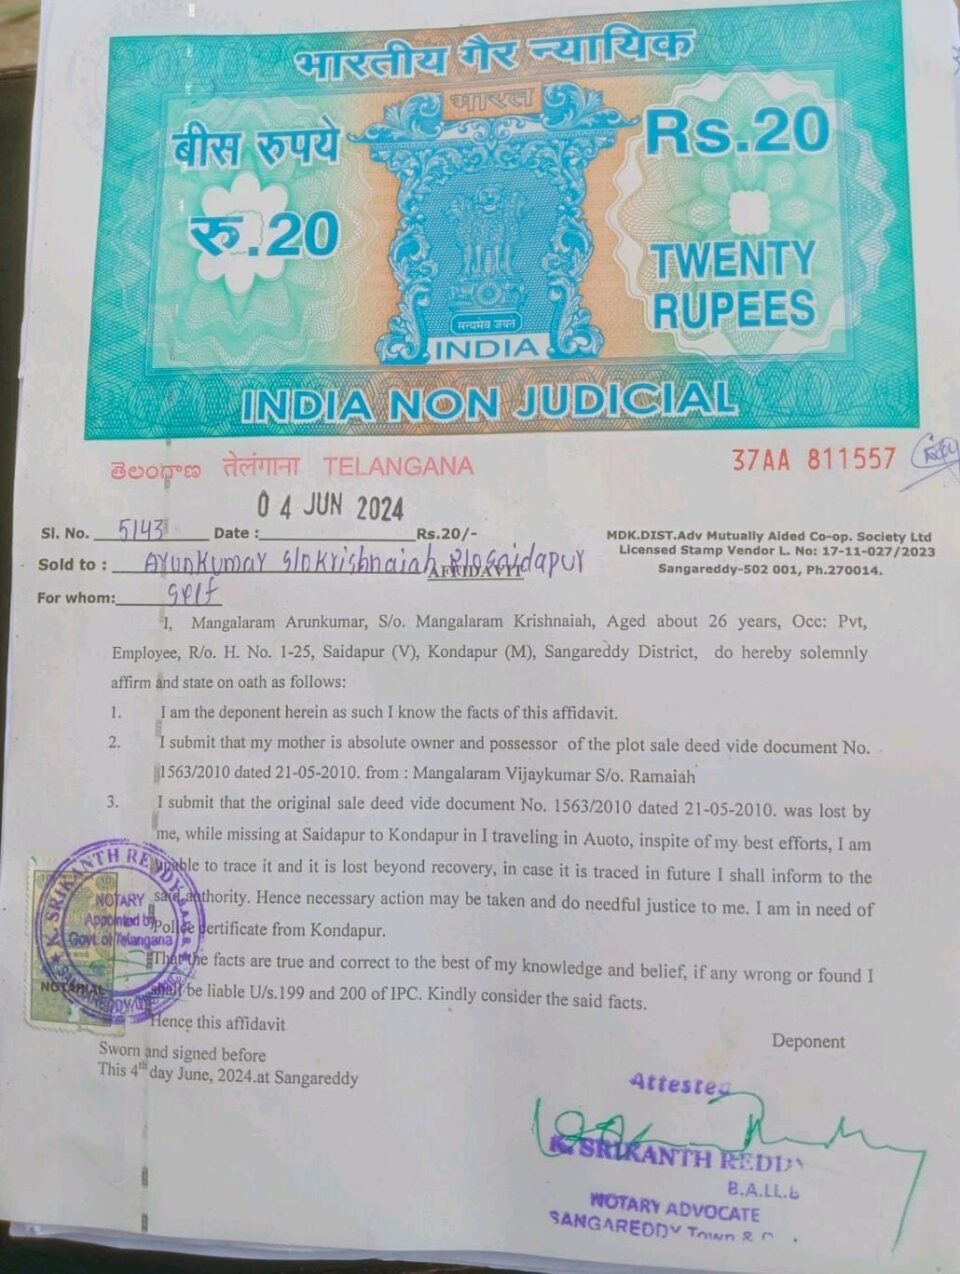 भारतीय गैर न्यायिक
भारत
बीस रुपये
रु.20
Rs.20
TWENTY
RUPEES
सत्यमेव जयते
INDIA
INDIA NON JUDICIAL
తెలంగాణ तेलंगाना TELANGANA
37AA 811557
04 JUN 2024
Sl. No. 5143 Date : Rs.20/-
Sold to : Arunkumar S/o Krishnaiah R/o Saidapur
For whom: Self
MDK.DIST.Adv Mutually Aided Co-op. Society Ltd
Licensed Stamp Vendor L. No: 17-11-027/2023
Sangareddy-502 001, Ph.270014.
AFFIDAVIT
I, Mangalaram Arunkumar, S/o. Mangalaram Krishnaiah, Aged about 26 years, Occ: Pvt,
Employee, R/o. H. No. 1-25, Saidapur (V), Kondapur (M), Sangareddy District, do hereby solemnly
affirm and state on oath as follows:
1. I am the deponent herein as such I know the facts of this affidavit.
2. I submit that my mother is absolute owner and possessor of the plot sale deed vide document No.
1563/2010 dated 21-05-2010. from : Mangalaram Vijaykumar S/o. Ramaiah
3. I submit that the original sale deed vide document No. 1563/2010 dated 21-05-2010. was lost by
me, while missing at Saidapur to Kondapur in I traveling in Auoto, inspite of my best efforts, I am
unable to trace it and it is lost beyond recovery, in case it is traced in future I shall inform to the
said authority. Hence necessary action may be taken and do needful justice to me. I am in need of
Police certificate from Kondapur.
That the facts are true and correct to the best of my knowledge and belief, if any wrong or found I
shall be liable U/s.199 and 200 of IPC. Kindly consider the said facts.
Hence this affidavit
Sworn and signed before
This 4th day June, 2024.at Sangareddy
Deponent
K. SRIKANTH REDDY
NOTARY
Appointed by
Govt. of Telangana
NOTARIAL
Attested
K. SRIKANTH REDDY
B.A.LL.B
NOTARY ADVOCATE
SANGAREDDY Town &